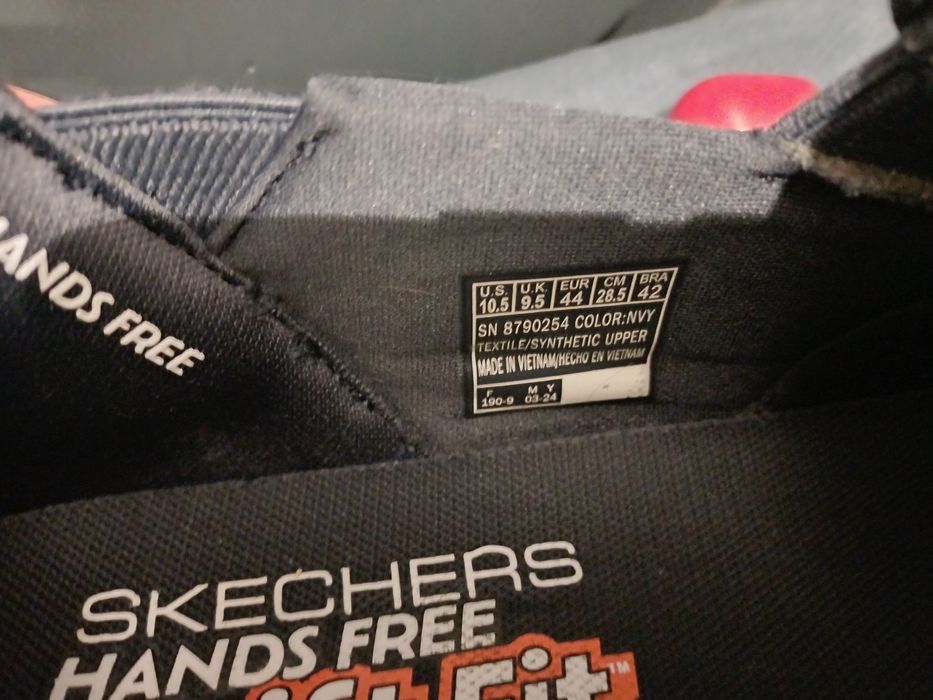 HANDS FREE
U.S. U.K. EUR CM BRA
10.5 9.5 44 28.5 42
SN 8790254 COLOR:NVY
TEXTILE/SYNTHETIC UPPER
MADE IN VIETNAM/HECHO EN VIETNAM
F M Y
190-9 03-24
SKECHERS
HANDS FREE
Fit™